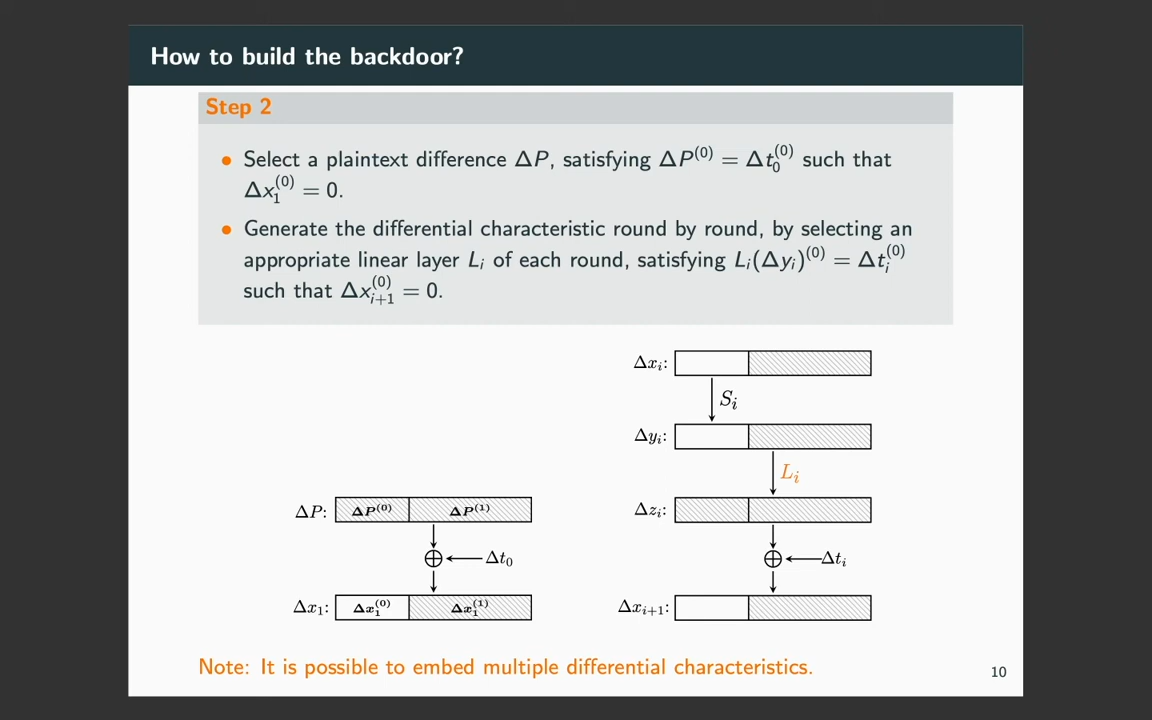 How to build the backdoor?
Step 2
• Select a plaintext difference ΔP, satisfying ΔP^(0) = Δt_0^(0) such that
Δx_1^(0) = 0.
• Generate the differential characteristic round by round, by selecting an
appropriate linear layer L_i of each round, satisfying L_i(Δy_i)^(0) = Δt_i^(0)
such that Δx_{i+1}^(0) = 0.
ΔP: ΔP^(0) ΔP^(1)
⊕ Δt_0
Δx_1: Δx_1^(0) Δx_1^(1)
Δx_i:
S_i
Δy_i:
L_i
Δz_i:
⊕ Δt_i
Δx_{i+1}:
Note: It is possible to embed multiple differential characteristics.
10